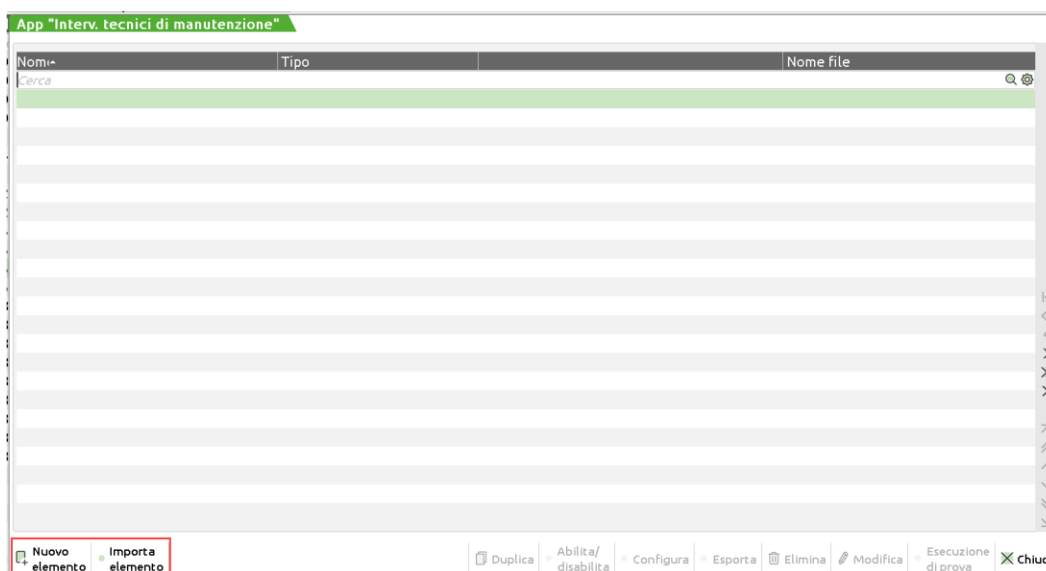 App "Interv. tecnici di manutenzione"
Tipo
Nome file
Cerca
Nuovo elemento
Importa elemento
Duplica
Abilita/ disabilita
Configura
Esporta
Elimina
Modifica
Esecuzione di prova